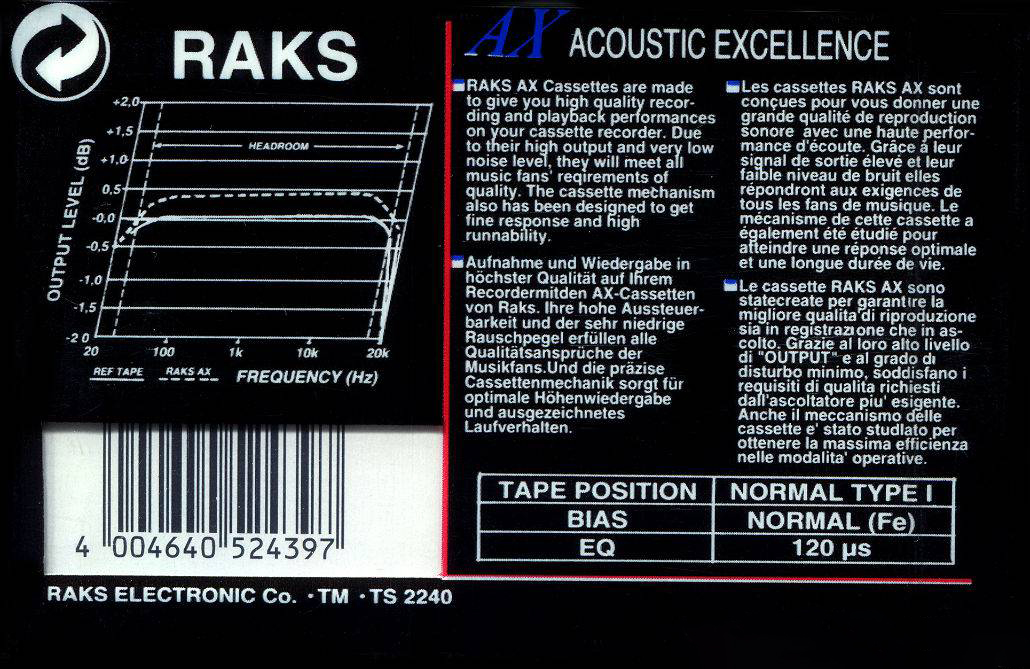 RAKS
+2,0
+1,5
+1,0
0,5
-0,0
-0,5
-1,0
-1,5
-2 0
OUTPUT LEVEL (dB)
HEADROOM
20 100 1k 10k 20k
REF TAPE RAKS AX FREQUENCY (Hz)
4 004640 524397
RAKS ELECTRONIC Co. ·TM ·TS 2240
AX ACOUSTIC EXCELLENCE
RAKS AX Cassettes are made
to give you high quality recor-
ding and playback performances
on your cassette recorder. Due
to their high output and very low
noise level, they will meet all
music fans' reqirements of
quality. The cassette mechanism
also has been designed to get
fine response and high
runnability.
Aufnahme und Wiedergabe in
höchster Qualität auf Ihrem
Recordermitden AX-Cassetten
von Raks. Ihre hohe Aussteuer-
barkeit und der sehr niedrige
Rauschpegel erfüllen alle
Qualitätsansprüche der
Musikfans.Und die präzise
Cassettenmechanik sorgt für
optimale Höhenwiedergabe
und ausgezeichnetes
Laufverhalten.
Les cassettes RAKS AX sont
conçues pour vous donner une
grande qualité de reproduction
sonore avec une haute perfor-
mance d'écoute. Grâce à leur
signal de sortie élevé et leur
faible niveau de bruit elles
répondront aux exigences de
tous les fans de musique. Le
mécanisme de cette cassette a
également été étudié pour
atteindre une réponse optimale
et une longue durée de vie.
Le cassette RAKS AX sono
statecreate per garantire la
migliore qualita'di riproduzione
sia in registrazione che in as-
colto. Grazie al loro alto livello
di "OUTPUT" e al grado di
disturbo minimo, soddisfano i
requisiti di qualita richiesti
dall'ascoltatore piu' esigente.
Anche il meccanismo delle
cassette e' stato studlato per
ottenere la massima efficienza
nelle modalita' operative.
TAPE POSITION NORMAL TYPE I
BIAS NORMAL (Fe)
EQ 120 µs